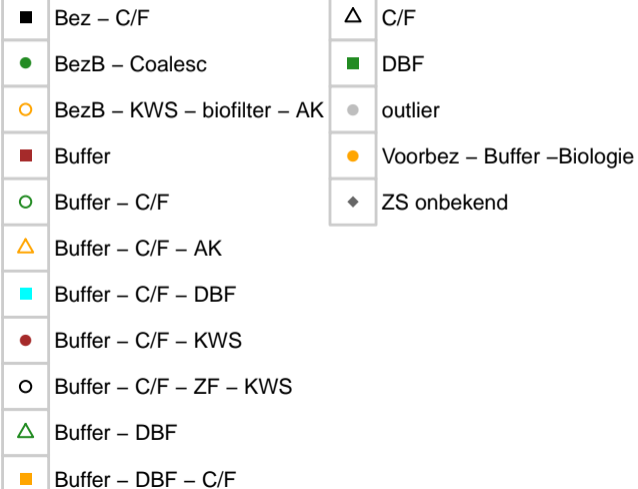 Bez – C/F
BezB – Coalesc
BezB – KWS – biofilter – AK
Buffer
Buffer – C/F
Buffer – C/F – AK
Buffer – C/F – DBF
Buffer – C/F – KWS
Buffer – C/F – ZF – KWS
Buffer – DBF
Buffer – DBF – C/F
C/F
DBF
outlier
Voorbez – Buffer –Biologie
ZS onbekend